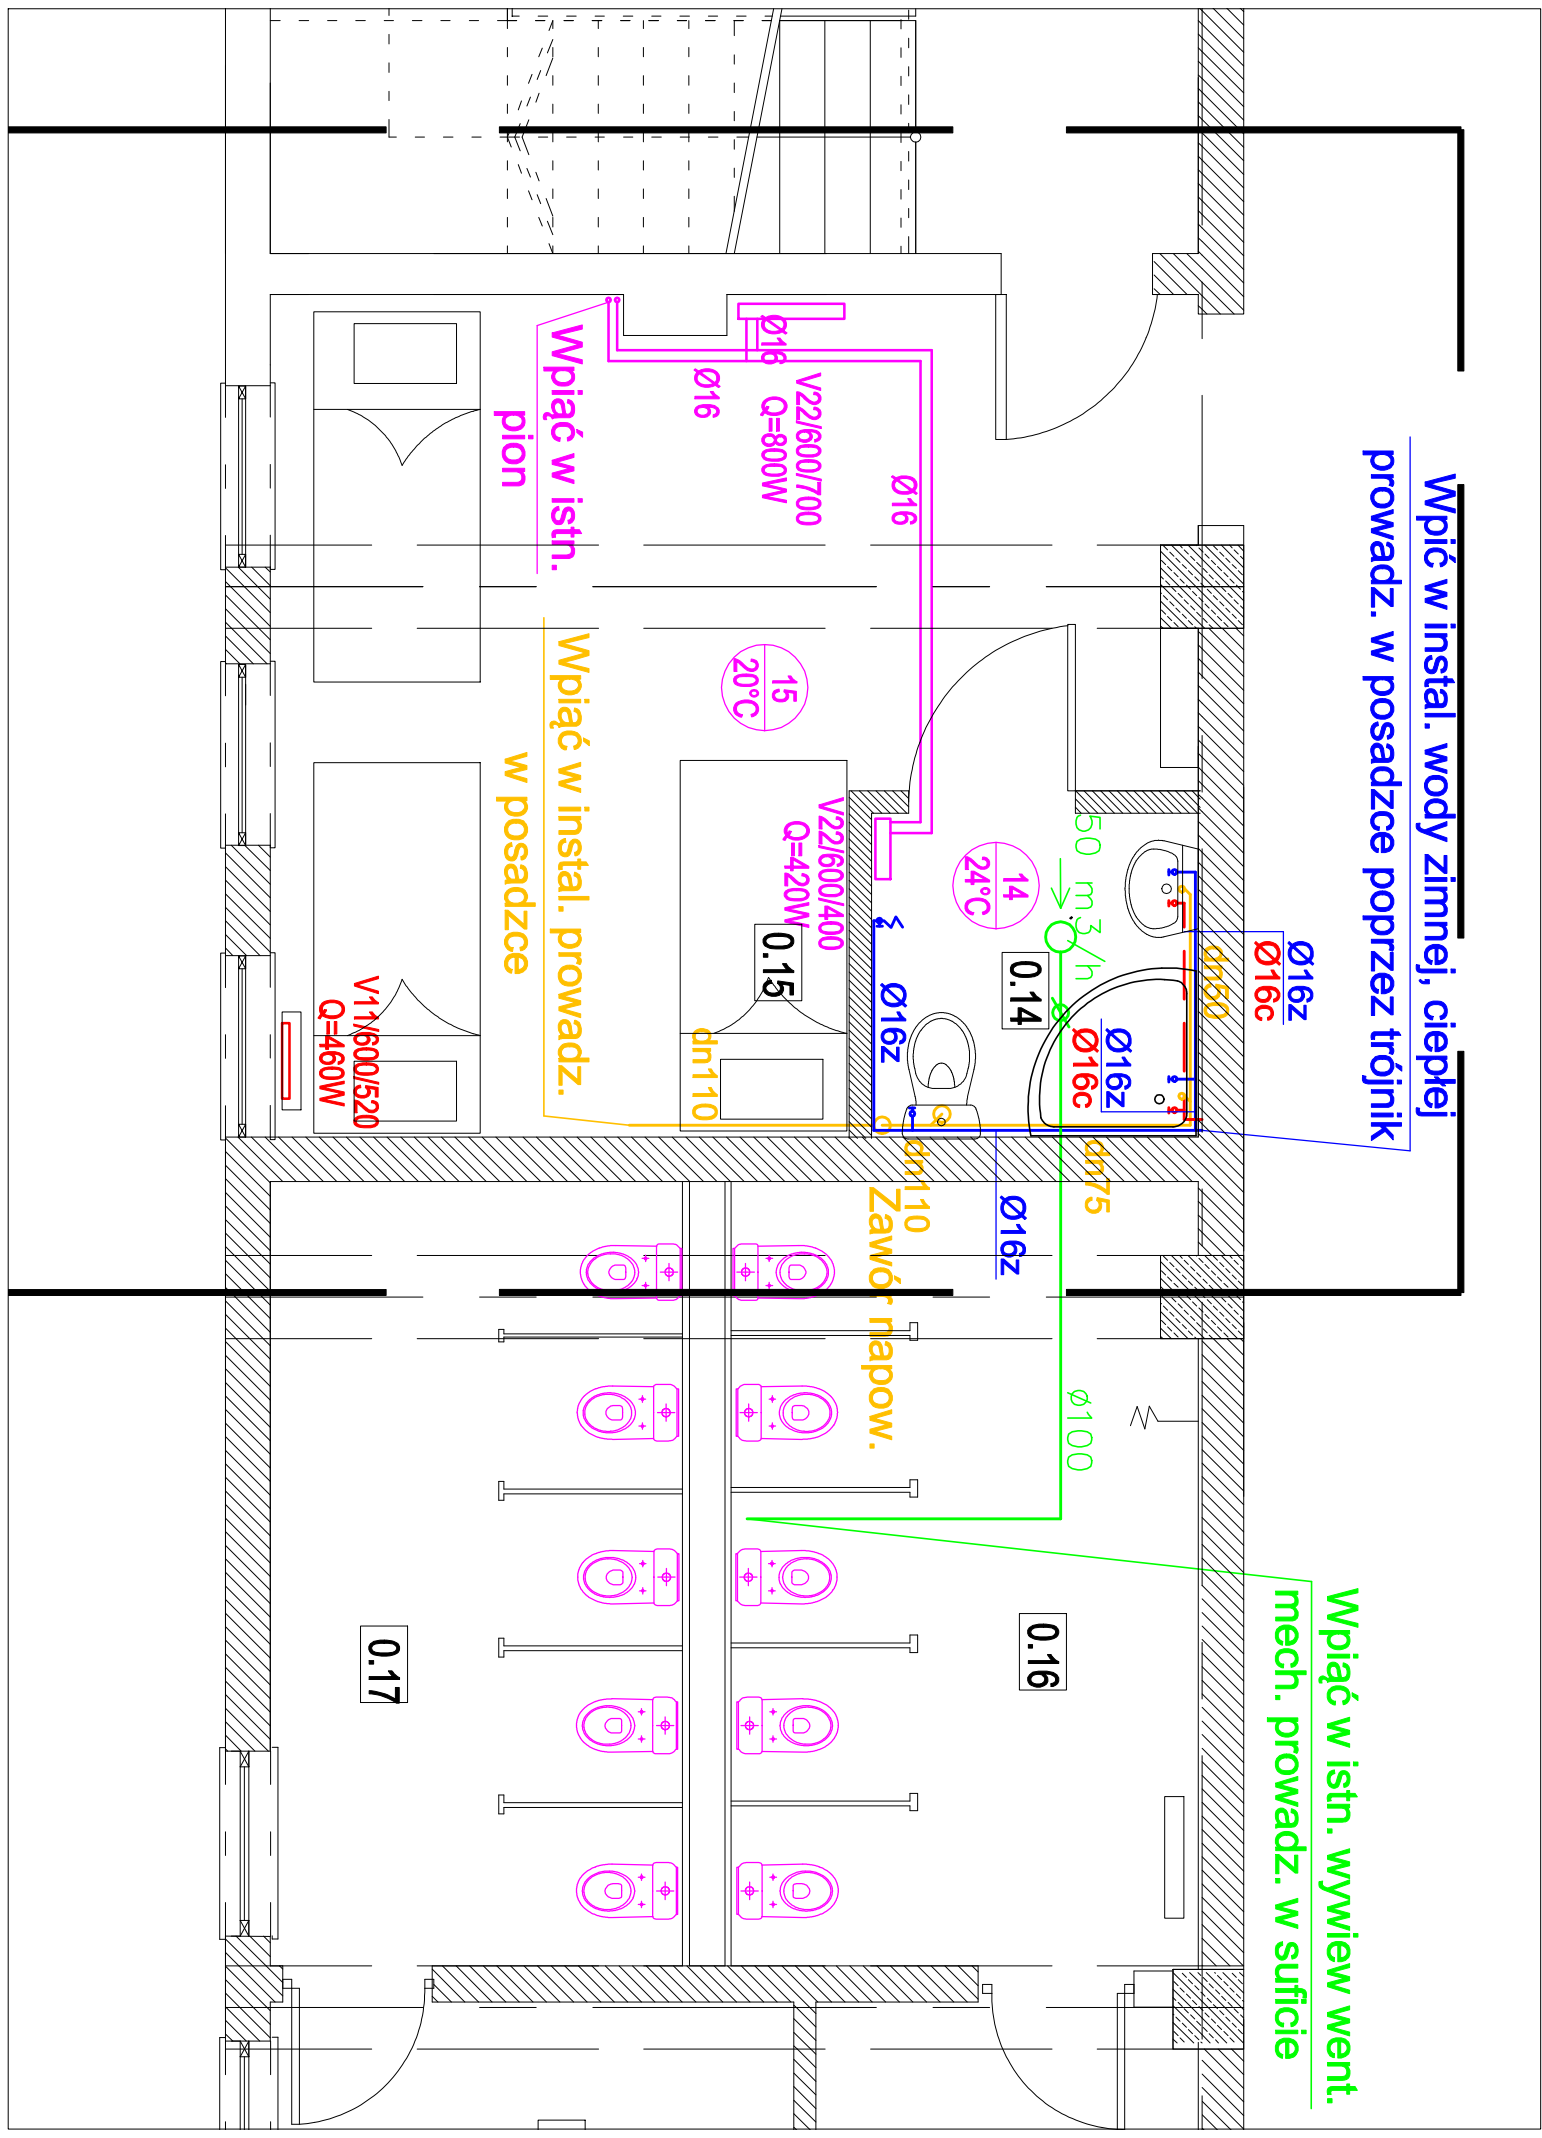 Wpić w instal. wody zimnej, ciepłej
prowadz. w posadzce poprzez trójnik
Wpiąć w istn. wywiew went.
mech. prowadz. w suficie
Ø16z
Ø16c
dn50
Ø16z
Ø16c
dn75
50 m3/h
Ø100
0.14
14
24°C
0.16
Ø16z
Ø16
Ø16z
dn110
Zawór napow.
V22/600/700
Q=800W
Ø16
Ø16
V22/600/400
Q=420W
15
20°C
0.15
dn110
Wpiąć w istn.
pion
Wpiąć w instal. prowadz.
w posadzce
0.17
V11/600/520
Q=460W